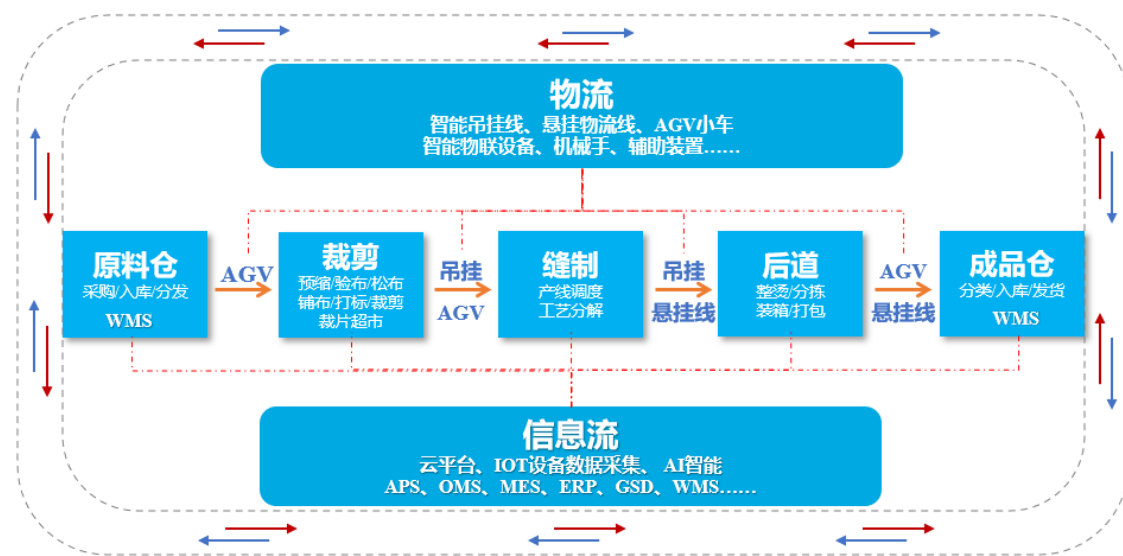 物流
智能吊挂线、悬挂物流线、AGV小车
智能物联设备、机械手、辅助装置……
原料仓
采购/入库/分发
WMS
AGV
裁剪
预缩/验布/松布
铺布/打标/裁剪
裁片超市
吊挂
AGV
缝制
产线调度
工艺分解
吊挂
悬挂线
后道
整烫/分拣
装箱/打包
AGV
悬挂线
成品仓
分类/入库/发货
WMS
信息流
云平台、IOT设备数据采集、 AI智能
APS、OMS、MES、ERP、GSD、WMS……